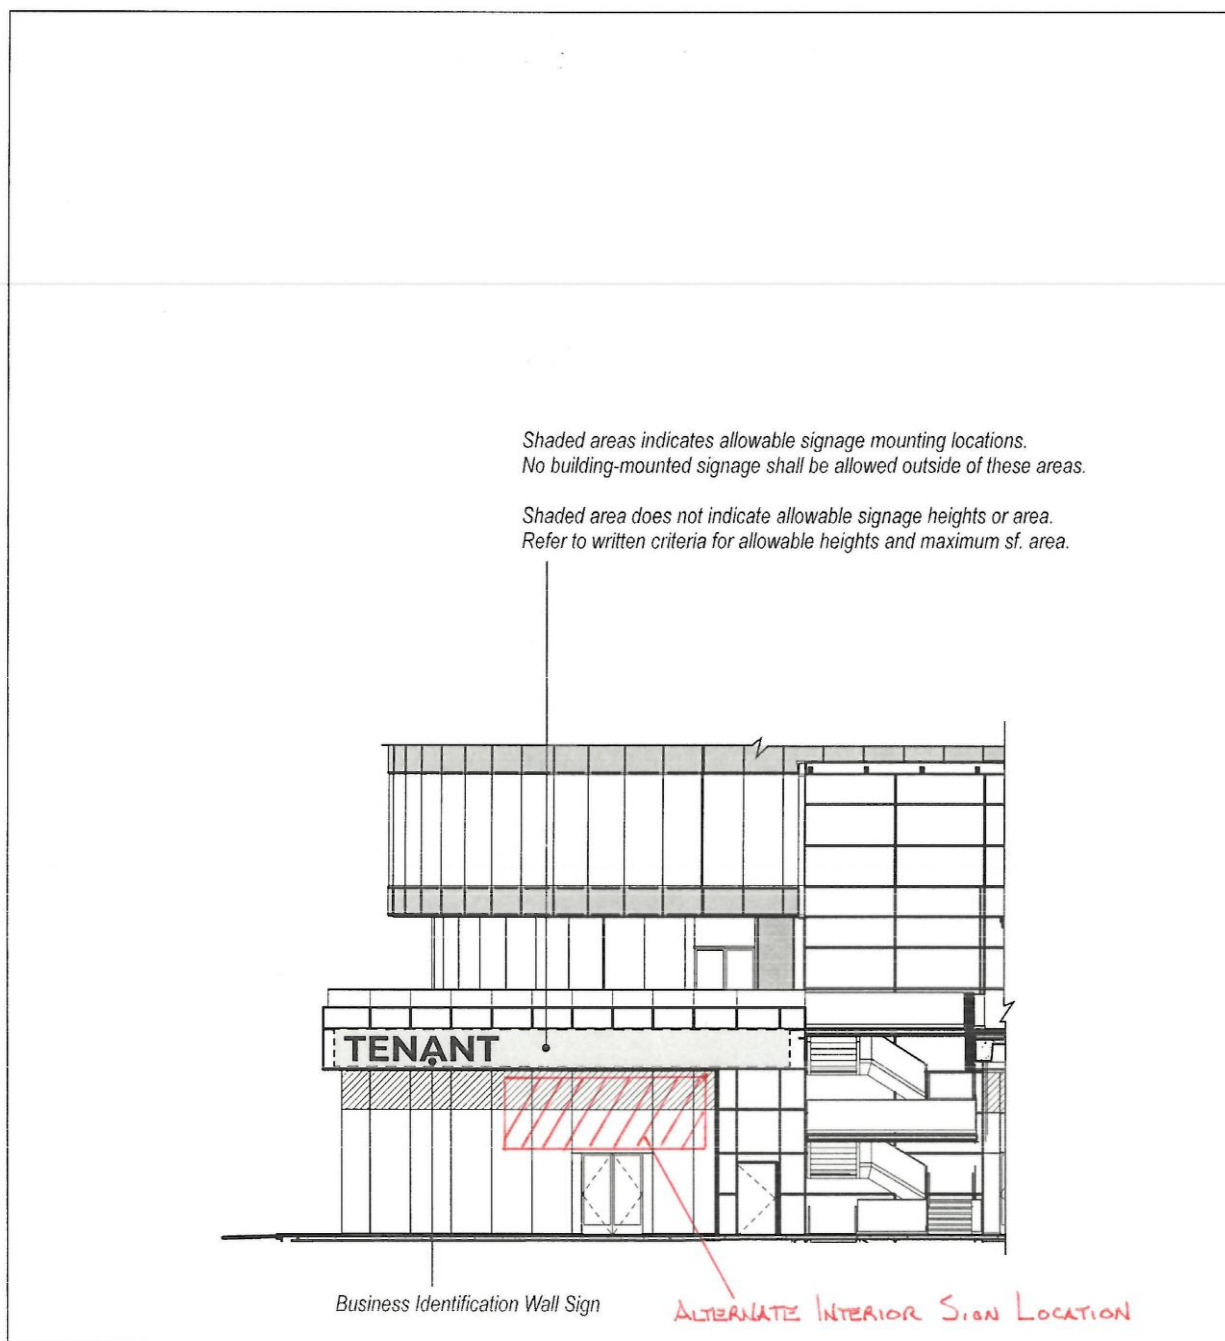 Shaded areas indicates allowable signage mounting locations.
No building-mounted signage shall be allowed outside of these areas.
Shaded area does not indicate allowable signage heights or area.
Refer to written criteria for allowable heights and maximum sf. area.
TENANT
Business Identification Wall Sign
ALTERNATE INTERIOR SIGN LOCATION